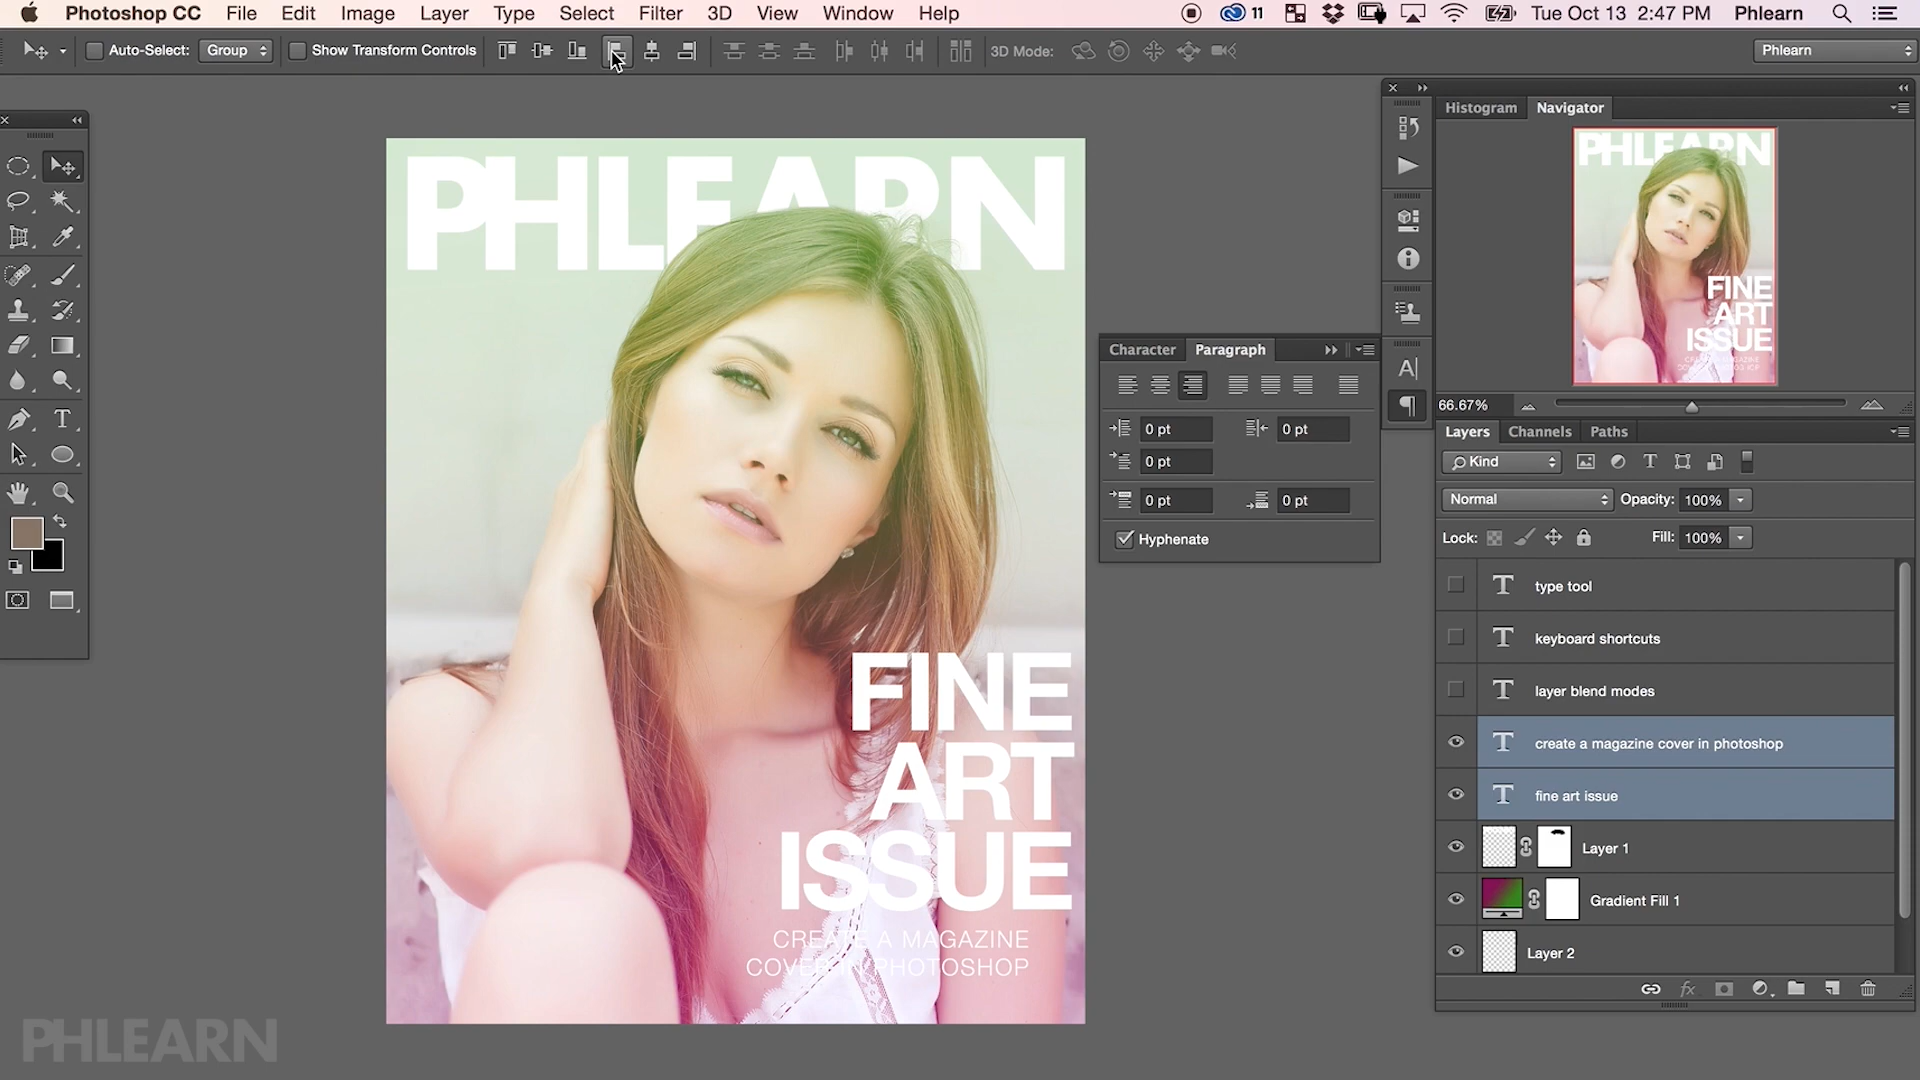 Photoshop CC File Edit Image Layer Type Select Filter 3D View Window Help 11 Tue Oct 13 2:47 PM Phlearn
Auto-Select: Group Show Transform Controls 3D Mode: Phlearn
Histogram Navigator
PHLEARN
PHLEARN
FINE
ART
ISSUE
Character Paragraph
0 pt 0 pt
0 pt
0 pt 0 pt
Hyphenate
66.67%
Layers Channels Paths
Kind
Normal Opacity: 100%
Lock: Fill: 100%
type tool
keyboard shortcuts
layer blend modes
create a magazine cover in photoshop
fine art issue
Layer 1
Gradient Fill 1
Layer 2
FINE
ART
ISSUE
CREATE A MAGAZINE
COVER IN PHOTOSHOP
PHLEARN